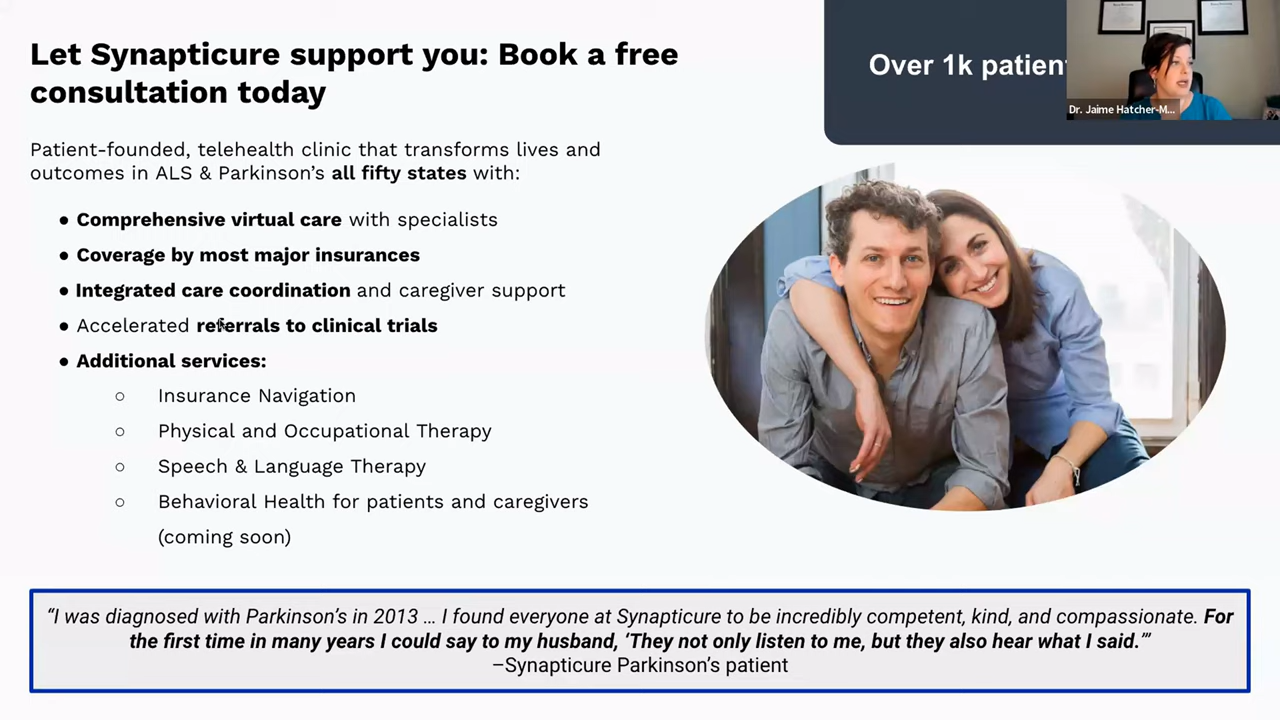 Let Synapticure support you: Book a free
consultation today
Over 1k patien
Dr. Jaime Hatcher-M...
Patient-founded, telehealth clinic that transforms lives and
outcomes in ALS & Parkinson's all fifty states with:
● Comprehensive virtual care with specialists
● Coverage by most major insurances
● Integrated care coordination and caregiver support
● Accelerated referrals to clinical trials
● Additional services:
○ Insurance Navigation
○ Physical and Occupational Therapy
○ Speech & Language Therapy
○ Behavioral Health for patients and caregivers
(coming soon)
“I was diagnosed with Parkinson’s in 2013 … I found everyone at Synapticure to be incredibly competent, kind, and compassionate. For
the first time in many years I could say to my husband, ‘They not only listen to me, but they also hear what I said.’”
–Synapticure Parkinson’s patient